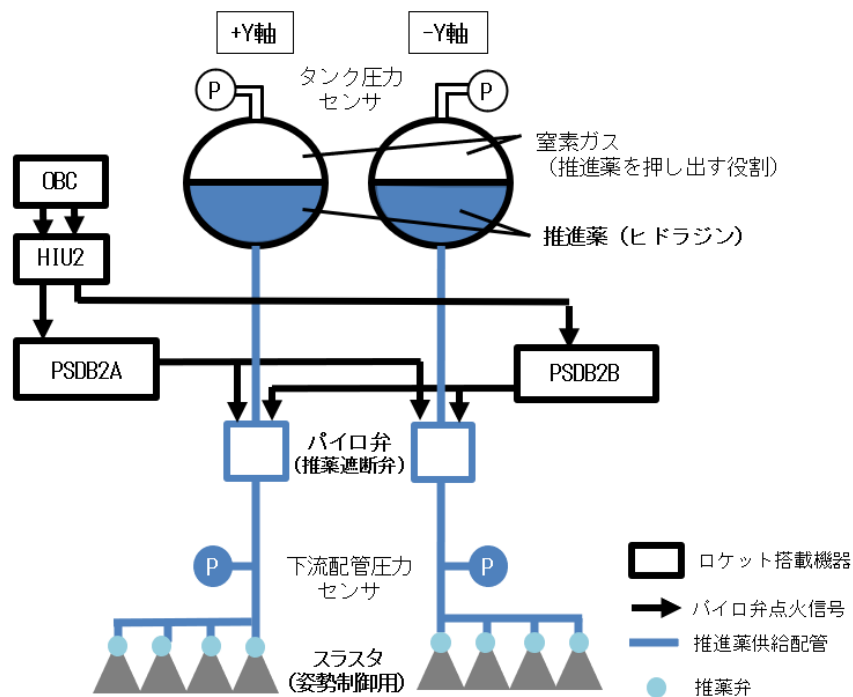 +Y軸
-Y軸
P
タンク圧力
センサ
P
窒素ガス
（推進薬を押し出す役割）
OBC
HIU2
推進薬（ヒドラジン）
PSDB2A
PSDB2B
パイロ弁
(推薬遮断弁)
P
下流配管圧力
センサ
P
ロケット搭載機器
パイロ弁点火信号
推進薬供給配管
推薬弁
スラスタ
(姿勢制御用)